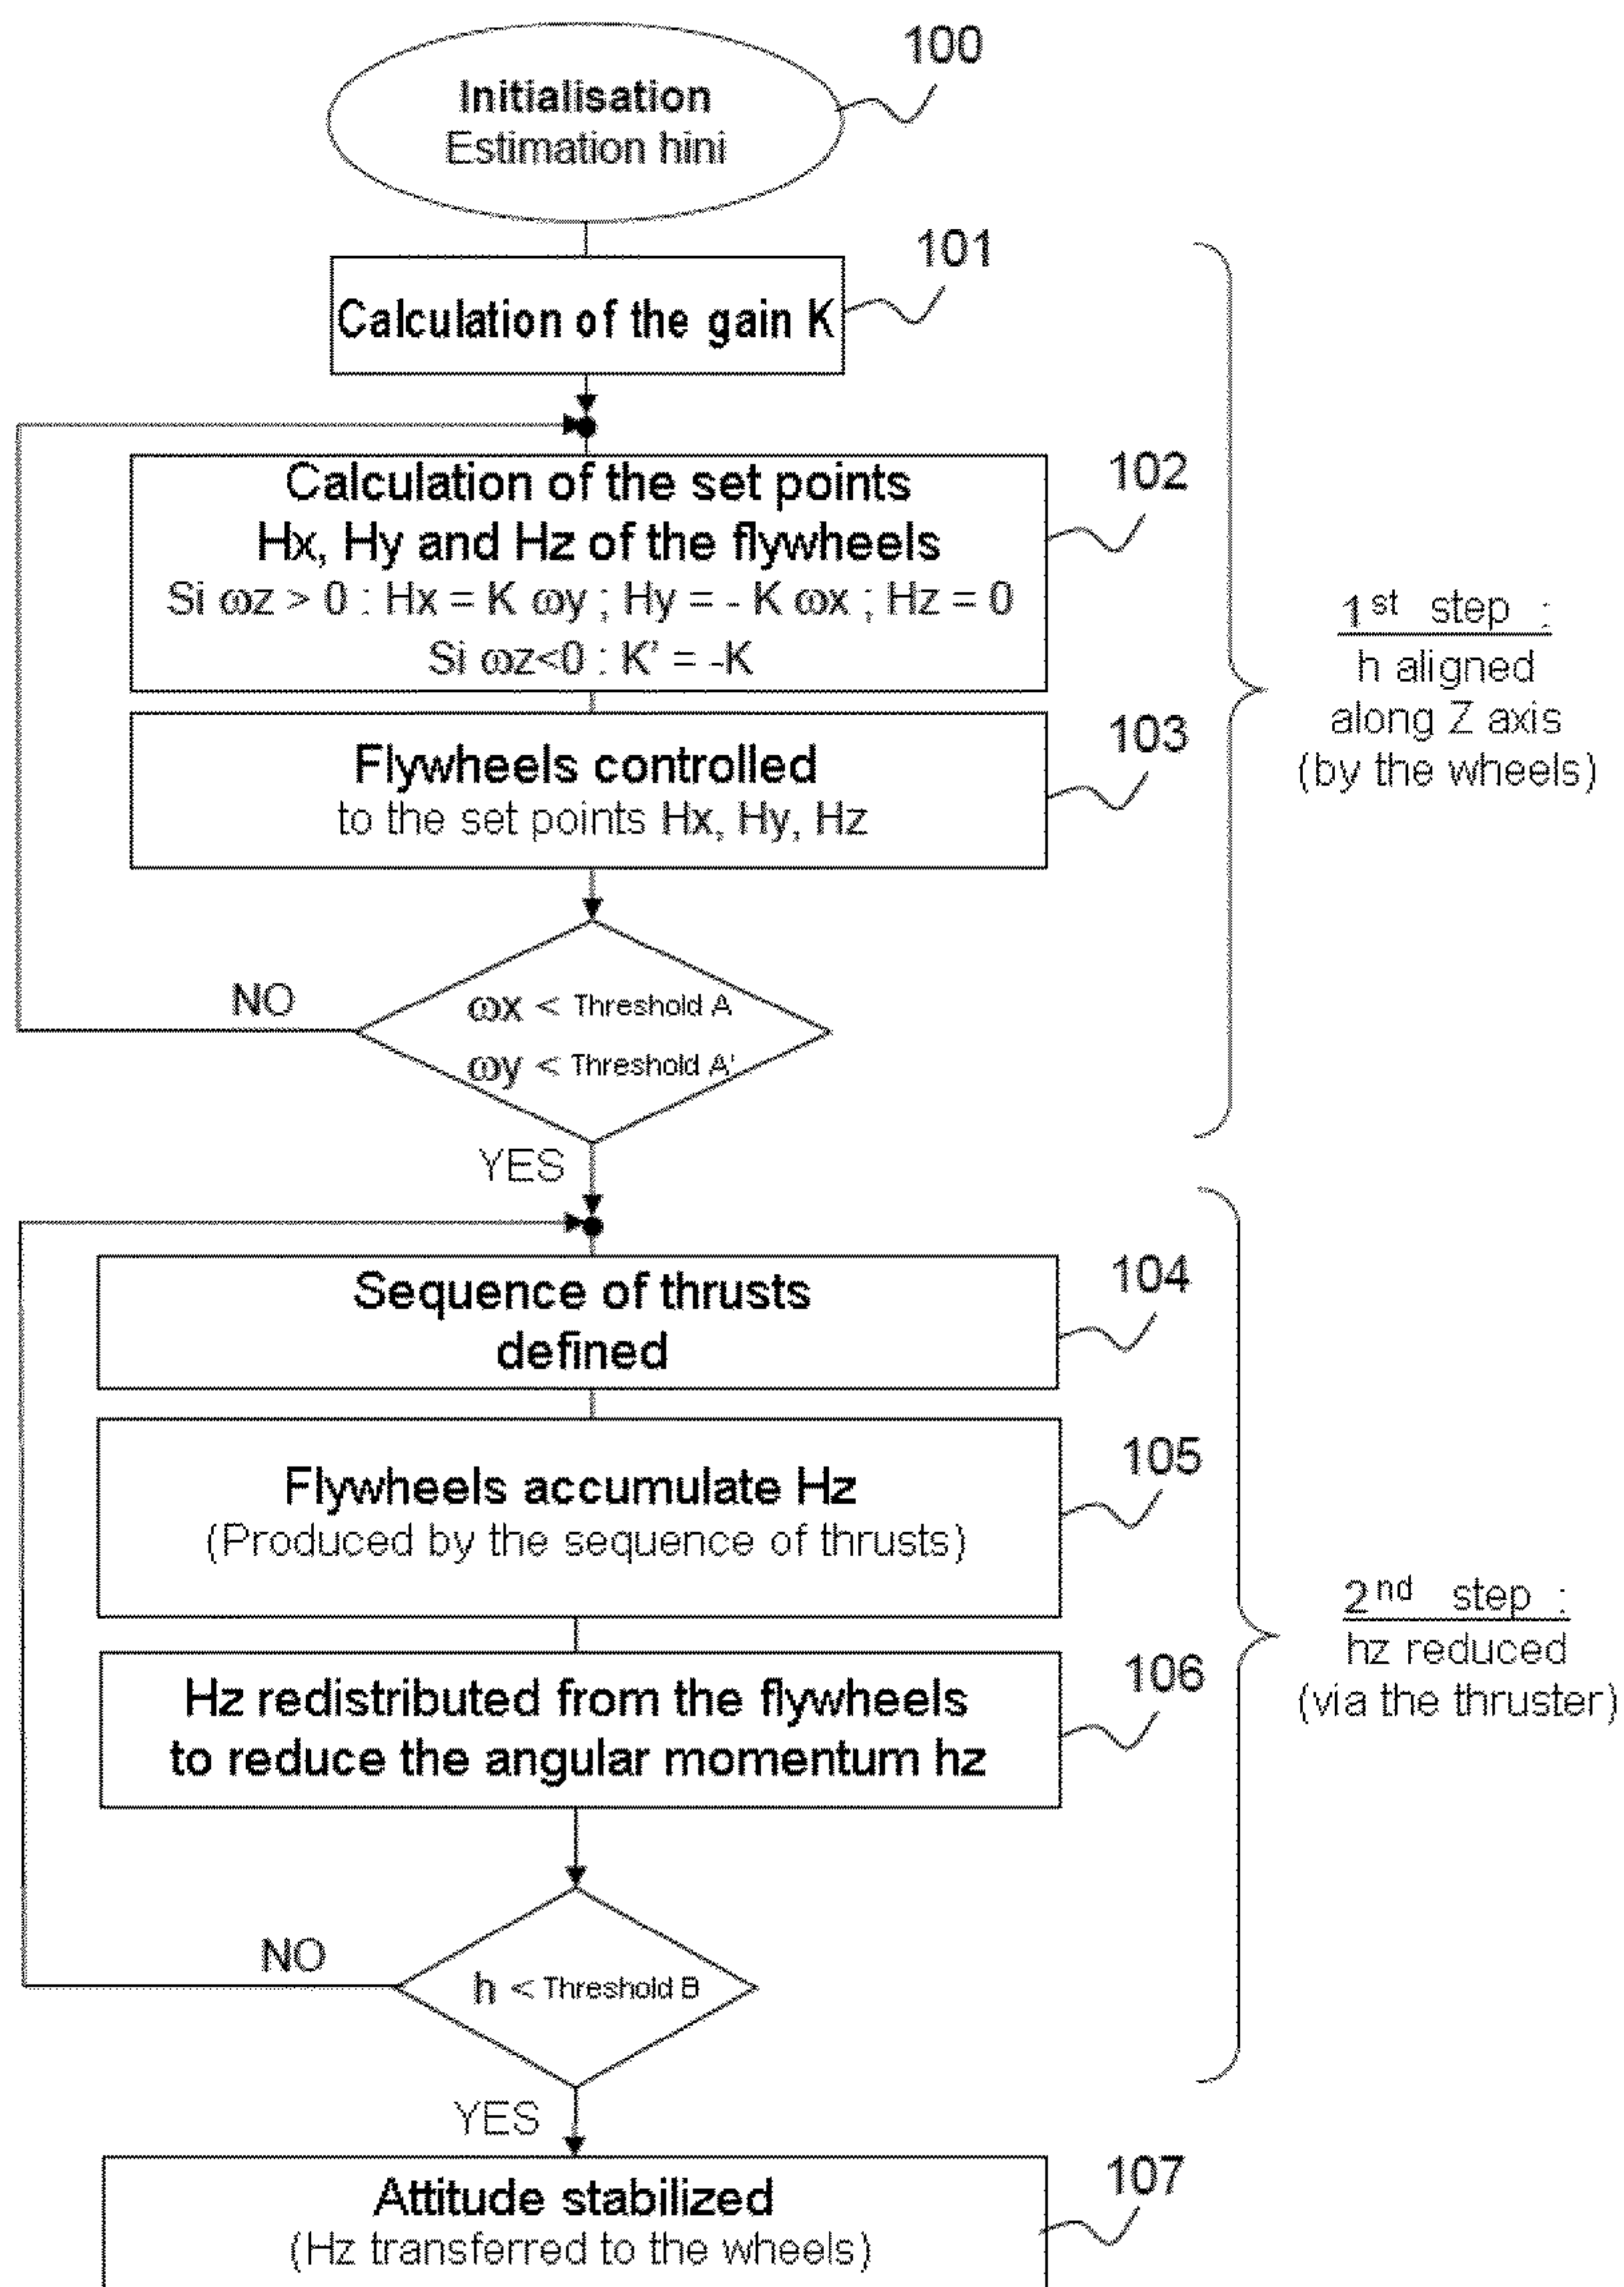 100
Initialisation
Estimation hini
101
Calculation of the gain K
102
Calculation of the set points
Hx, Hy and Hz of the flywheels
Si ωz > 0 : Hx = K ωy ; Hy = - K ωx ; Hz = 0
Si ωz<0 : K' = -K
1st step :
h aligned
along Z axis
(by the wheels)
103
Flywheels controlled
to the set points Hx, Hy, Hz
NO
ωx < Threshold A
ωy < Threshold A'
YES
104
Sequence of thrusts
defined
105
Flywheels accumulate Hz
(Produced by the sequence of thrusts)
2nd step :
hz reduced
(via the thruster)
106
Hz redistributed from the flywheels
to reduce the angular momentum hz
NO
h < Threshold B
YES
107
Attitude stabilized
(Hz transferred to the wheels)